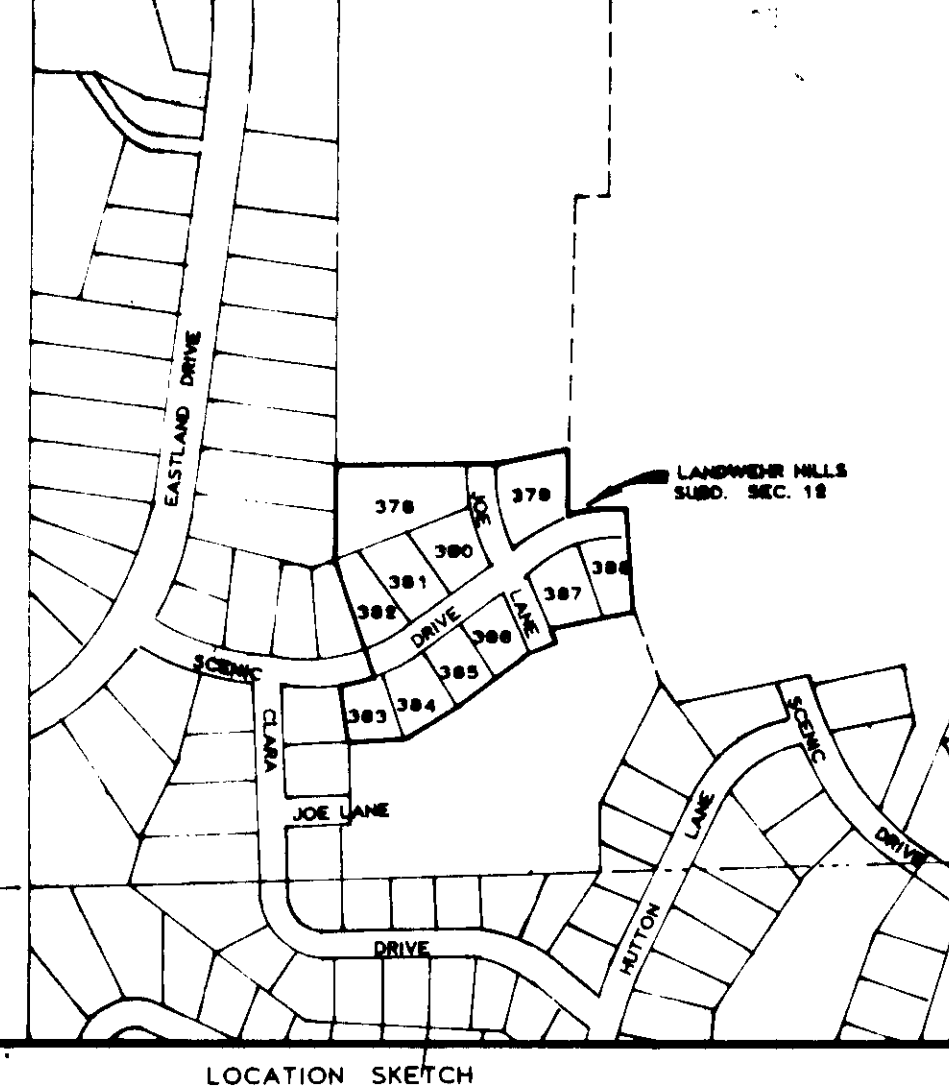 EASTLAND DRIVE
LANDWEHR HILLS
SUBD. SEC. 12
378
JOE
379
380
381
382
DRIVE
LANE
387
388
386
385
384
383
SCENIC
CLARA
JOE LANE
SCENIC
DRIVE
LANE
HUTTON
DRIVE
LOCATION SKETCH